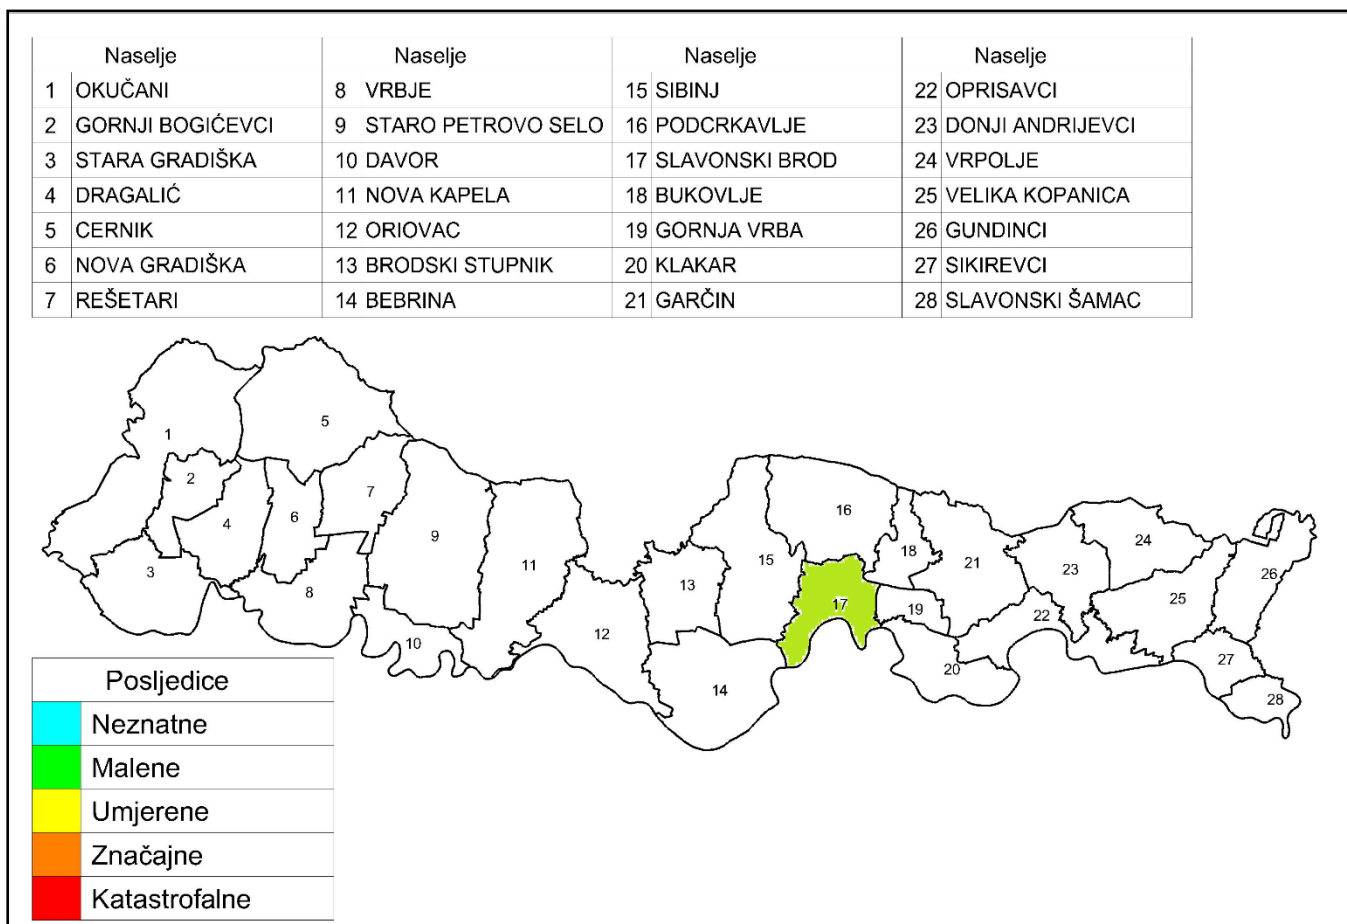 Naselje Naselje Naselje Naselje
1 OKUČANI 8 VRBJE 15 SIBINJ 22 OPRISAVCI
2 GORNJI BOGIĆEVCI 9 STARO PETROVO SELO 16 PODCRKAVLJE 23 DONJI ANDRIJEVCI
3 STARA GRADIŠKA 10 DAVOR 17 SLAVONSKI BROD 24 VRPOLJE
4 DRAGALIĆ 11 NOVA KAPELA 18 BUKOVLJE 25 VELIKA KOPANICA
5 CERNIK 12 ORIOVAC 19 GORNJA VRBA 26 GUNDINCI
6 NOVA GRADIŠKA 13 BRODSKI STUPNIK 20 KLAKAR 27 SIKIREVCI
7 REŠETARI 14 BEBRINA 21 GARČIN 28 SLAVONSKI ŠAMAC
1
5
2
7
4
6
9
3
8
10
11
12
13
15
14
16
17
18
19
21
20
22
23
24
25
26
27
28
Posljedice
Neznatne
Malene
Umjerene
Značajne
Katastrofalne